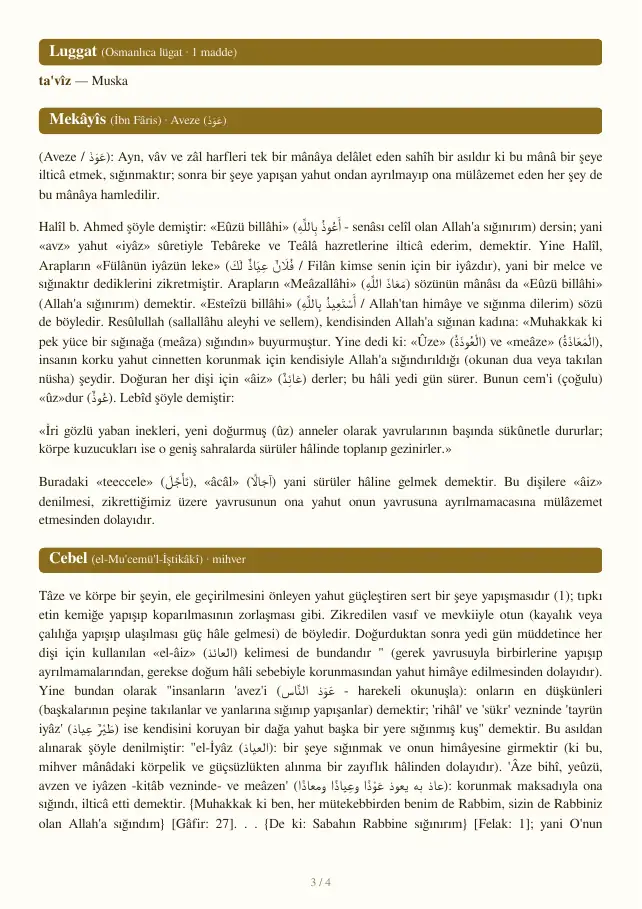 Luggat (Osmanlıca lügat · 1 madde)
ta'vîz — Muska
Mekâyîs (İbn Fâris) · Aveze (عَوَذَ)
(Aveze / عَوَذَ): Ayn, vâv ve zâl harfleri tek bir mânâya delâlet eden sahîh bir asıldır ki bu mânâ bir şeye
ilticâ etmek, sığınmaktır; sonra bir şeye yapışan yahut ondan ayrılmayıp ona mülâzemet eden her şey de
bu mânâya hamledilir.
Halîl b. Ahmed şöyle demiştir: «Eûzü billâhi» (أَعُوذُ بِاللَّهِ - senâsı celîl olan Allah'a sığınırım) dersin; yani
«avz» yahut «iyâz» sûretiyle Tebâreke ve Teâlâ hazretlerine ilticâ ederim, demektir. Yine Halîl,
Arapların «Fülânün iyâzün leke» (فُلَانٌ عِيَاذٌ لَكَ / Filân kimse senin için bir iyâzdır), yani bir melce ve
sığınaktır dediklerini zikretmiştir. Arapların «Meâzallâhi» (مَعَاذَ اللَّهِ) sözünün mânâsı da «Eûzü billâhi»
(Allah'a sığınırım) demektir. «Esteîzü billâhi» (أَسْتَعِيذُ بِاللَّهِ / Allah'tan himâye ve sığınma dilerim) sözü
de böyledir. Resûlullah (sallallâhu aleyhi ve sellem), kendisinden Allah'a sığınan kadına: «Muhakkak ki
pek yüce bir sığınağa (meâza) sığındın» buyurmuştur. Yine dedi ki: «Ûze» (الْعُوذَةُ) ve «meâze» (الْمَعَاذَةُ),
insanın korku yahut cinnetten korunmak için kendisiyle Allah'a sığındırıldığı (okunan dua veya takılan
nüsha) şeydir. Doğuran her dişi için «âiz» (عَائِذٌ) derler; bu hâli yedi gün sürer. Bunun cem'i (çoğulu)
«ûz»dur (عُوذٌ). Lebîd şöyle demiştir:
«İri gözlü yaban inekleri, yeni doğurmuş (ûz) anneler olarak yavrularının başında sükûnetle dururlar;
körpe kuzucukları ise o geniş sahralarda sürüler hâlinde toplanıp gezinirler.»
Buradaki «teeccele» (تَأَجَّلَ), «âcâl» (آجَالًا) yani sürüler hâline gelmek demektir. Bu dişilere «âiz»
denilmesi, zikrettiğimiz üzere yavrusunun ona yahut onun yavrusuna ayrılmamacasına mülâzemet
etmesinden dolayıdır.
Cebel (el-Mu'cemü'l-İştikâkî) · mihver
Tâze ve körpe bir şeyin, ele geçirilmesini önleyen yahut güçleştiren sert bir şeye yapışmasıdır (1); tıpkı
etin kemiğe yapışıp koparılmasının zorlaşması gibi. Zikredilen vasıf ve mevkiiyle otun (kayalık veya
çalılığa yapışıp ulaşılması güç hâle gelmesi) de böyledir. Doğurduktan sonra yedi gün müddetince her
dişi için kullanılan «el-âiz» (العائذ) kelimesi de bundandır " (gerek yavrusuyla birbirlerine yapışıp
ayrılmamalarından, gerekse doğum hâli sebebiyle korunmasından yahut himâye edilmesinden dolayıdır).
Yine bundan olarak "insanların 'avez'i (عَوَذ النَّاس - harekeli okunuşla): onların en düşkünleri
(başkalarının peşine takılanlar ve yanlarına sığınıp yapışanlar) demektir; 'rihâl' ve 'sükr' vezninde 'tayrün
iyâz' (طَيْرٌ عِياذ) ise kendisini koruyan bir dağa yahut başka bir yere sığınmış kuş" demektir. Bu asıldan
alınarak şöyle denilmiştir: "el-İyâz (العياذ): bir şeye sığınmak ve onun himâyesine girmektir (ki bu,
mihver mânâdaki körpelik ve güçsüzlükten alınma bir zayıflık hâlinden dolayıdır). 'Âze bihî, yeûzü,
avzen ve iyâzen -kitâb vezninde- ve meâzen' (عاذ به يعوذ عَوْذًا وعِياذًا ومعاذًا): korunmak maksadıyla ona
sığındı, ilticâ etti demektir. {Muhakkak ki ben, her mütekebbirden benim de Rabbim, sizin de Rabbiniz
olan Allah'a sığındım} [Gâfir: 27]. . . {De ki: Sabahın Rabbine sığınırım} [Felak: 1]; yani O'nun
3 / 4